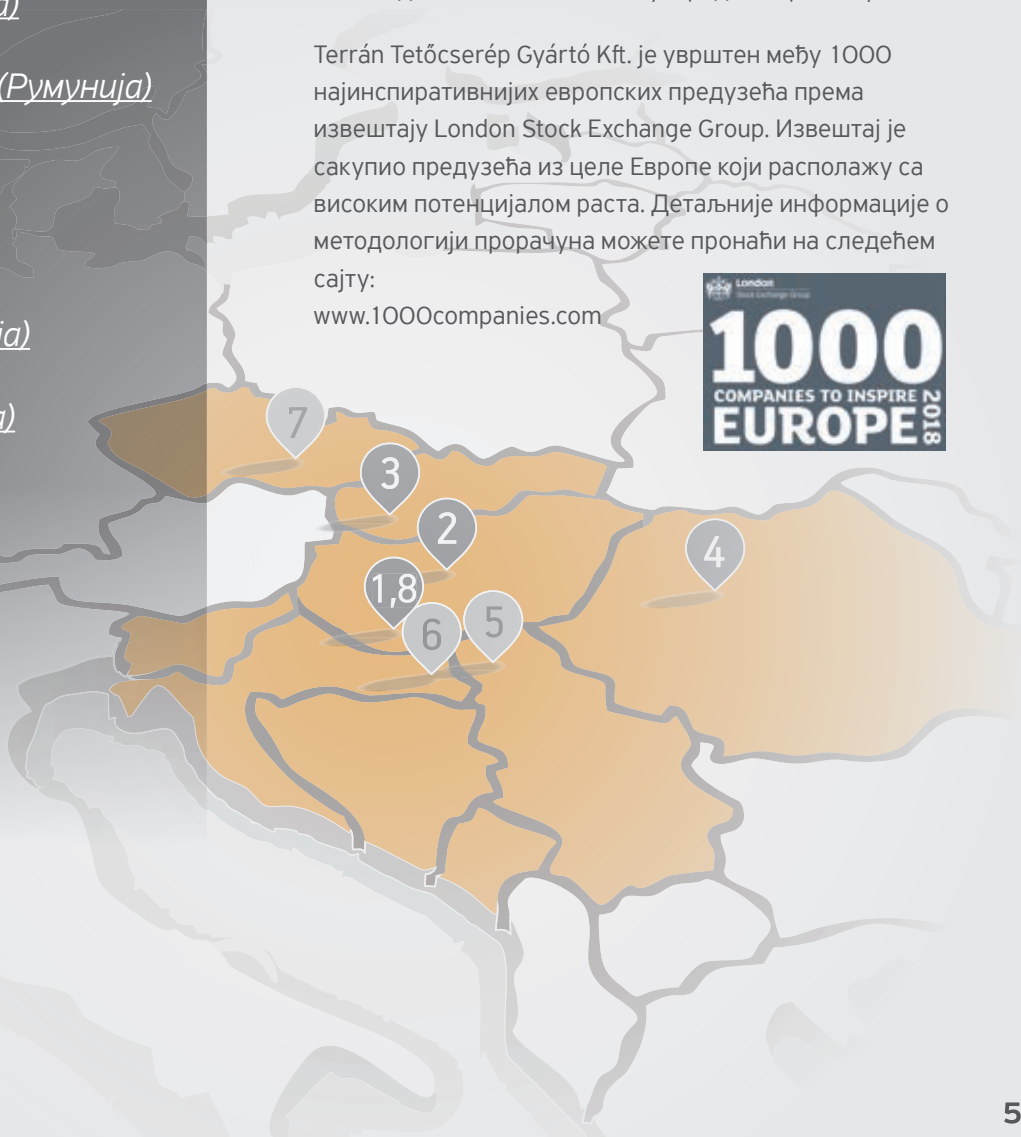 (Румунија)
Terrán Tetőcserép Gyártó Kft. је уврштен међу 1000
најинспиративнијих европских предузећа према
извештају London Stock Exchange Group. Извештај је
сакупио предузећа из целе Европе који располажу са
високим потенцијалом раста. Детаљније информације о
методологији прорачуна можете пронаћи на следећем
сајту:
www.1000companies.com
London
Stock Exchange Group
1000
COMPANIES TO INSPIRE
EUROPE
2018
7
3
2
4
1,8
6
5
5